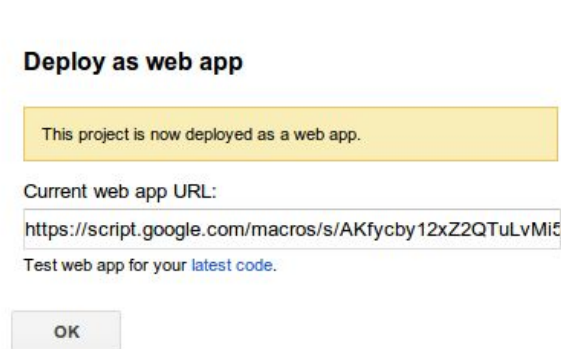 Deploy as web app
This project is now deployed as a web app.
Current web app URL:
https://script.google.com/macros/s/AKfycby12xZ2QTuLvMi5
Test web app for your latest code.
OK